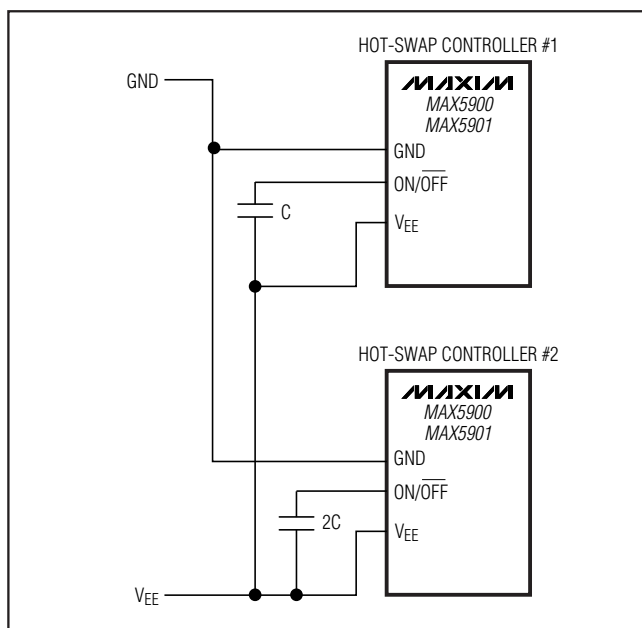 HOT-SWAP CONTROLLER #1
GND
MAXIM
MAX5900
MAX5901
GND
ON/OFF
C
VEE
HOT-SWAP CONTROLLER #2
MAXIM
MAX5900
MAX5901
GND
ON/OFF
2C
VEE
VEE